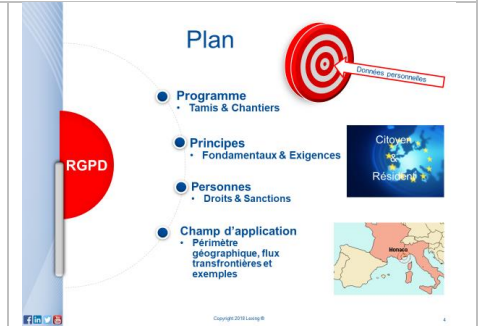 Plan
Données personnelles
RGPD
Programme
• Tamis & Chantiers
Principes
• Fondamentaux & Exigences
Personnes
• Droits & Sanctions
Champ d'application
• Périmètre
géographique, flux
transfrontières et
exemples
Citoyen
&
Résident
Monaco
Copyright 2018 Lexing ®
4